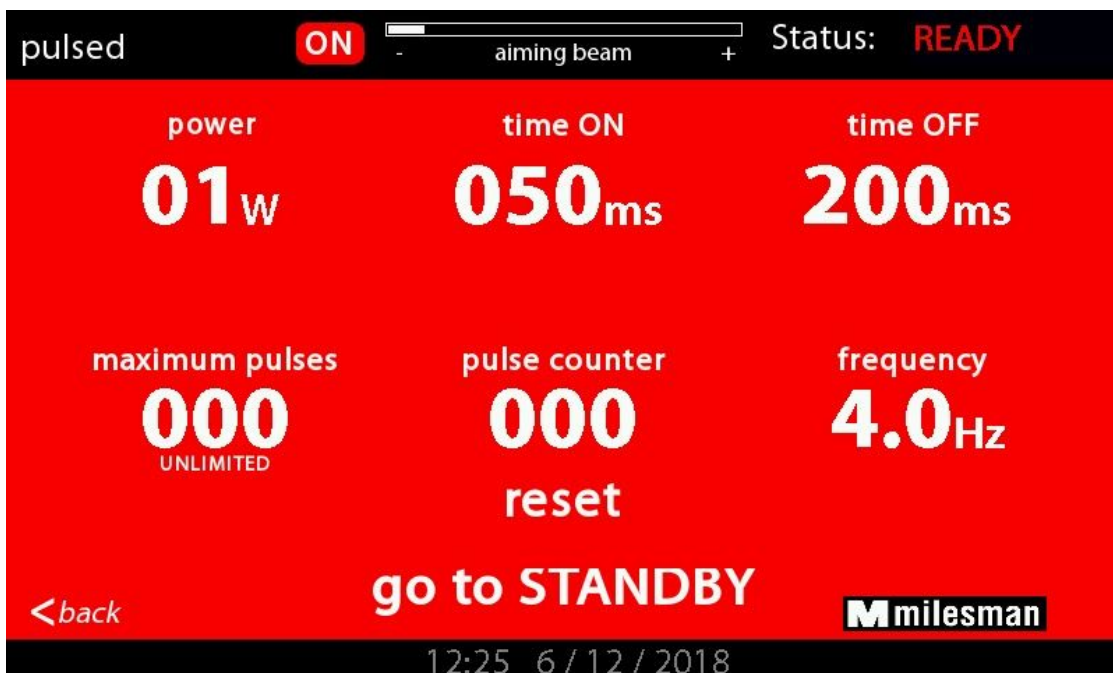 pulsed ON - aiming beam + Status: READY
power time ON time OFF
01W 050ms 200ms
maximum pulses pulse counter frequency
000 000 4.0Hz
UNLIMITED
reset
go to STANDBY
<back M milesman
12:25 6/12/2018